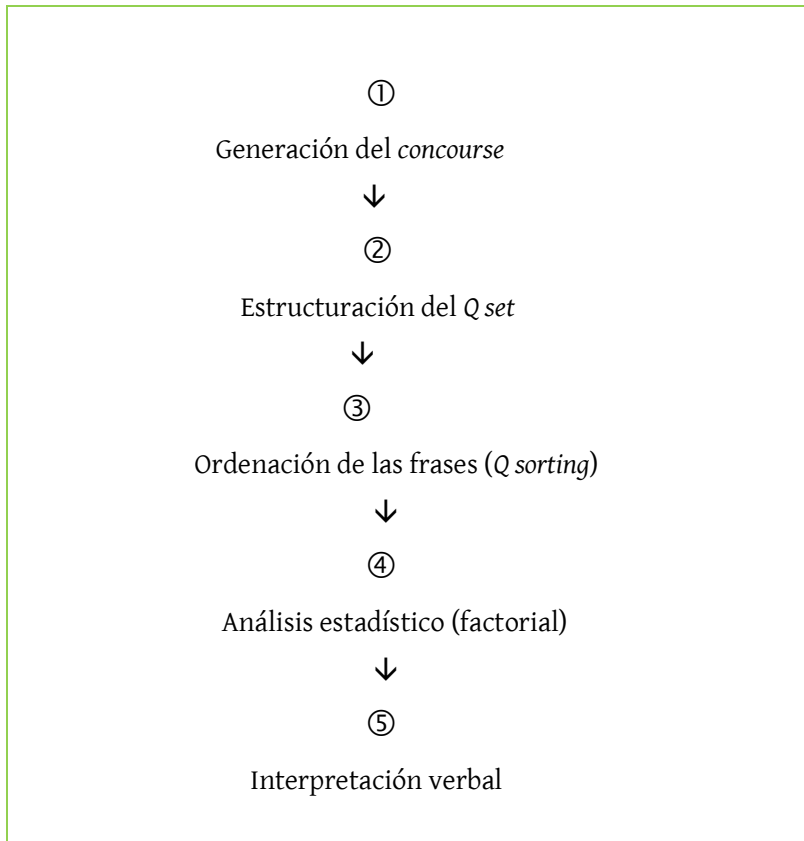 ①
Generación del concourse
↓
②
Estructuración del Q set
↓
③
Ordenación de las frases (Q sorting)
↓
④
Análisis estadístico (factorial)
↓
⑤
Interpretación verbal